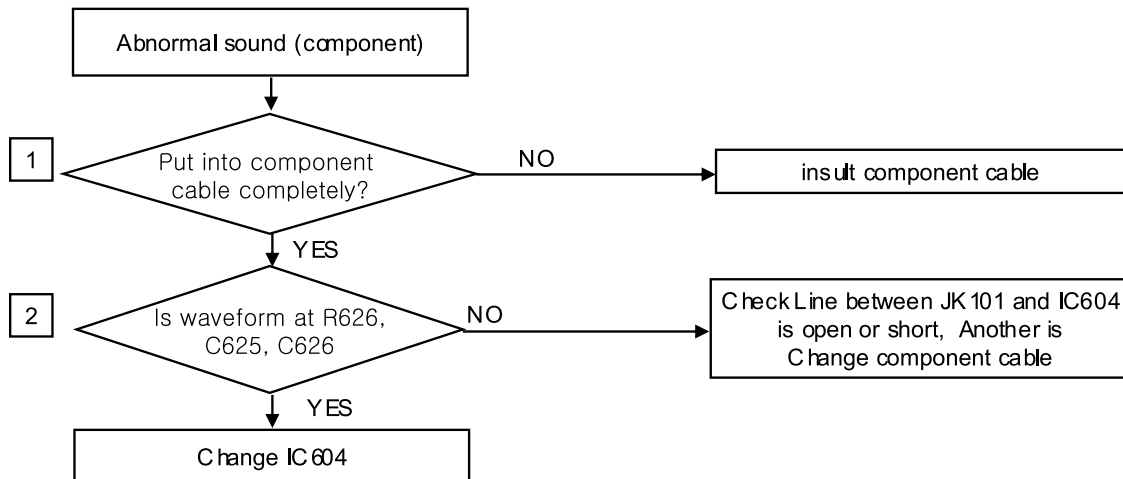 Abnormal sound (component)
1
Put into component
cable completely?
NO
insult component cable
YES
2
Is waveform at R626,
C625, C626
NO
Check Line between JK101 and IC604
is open or short, Another is
Change component cable
YES
Change IC604